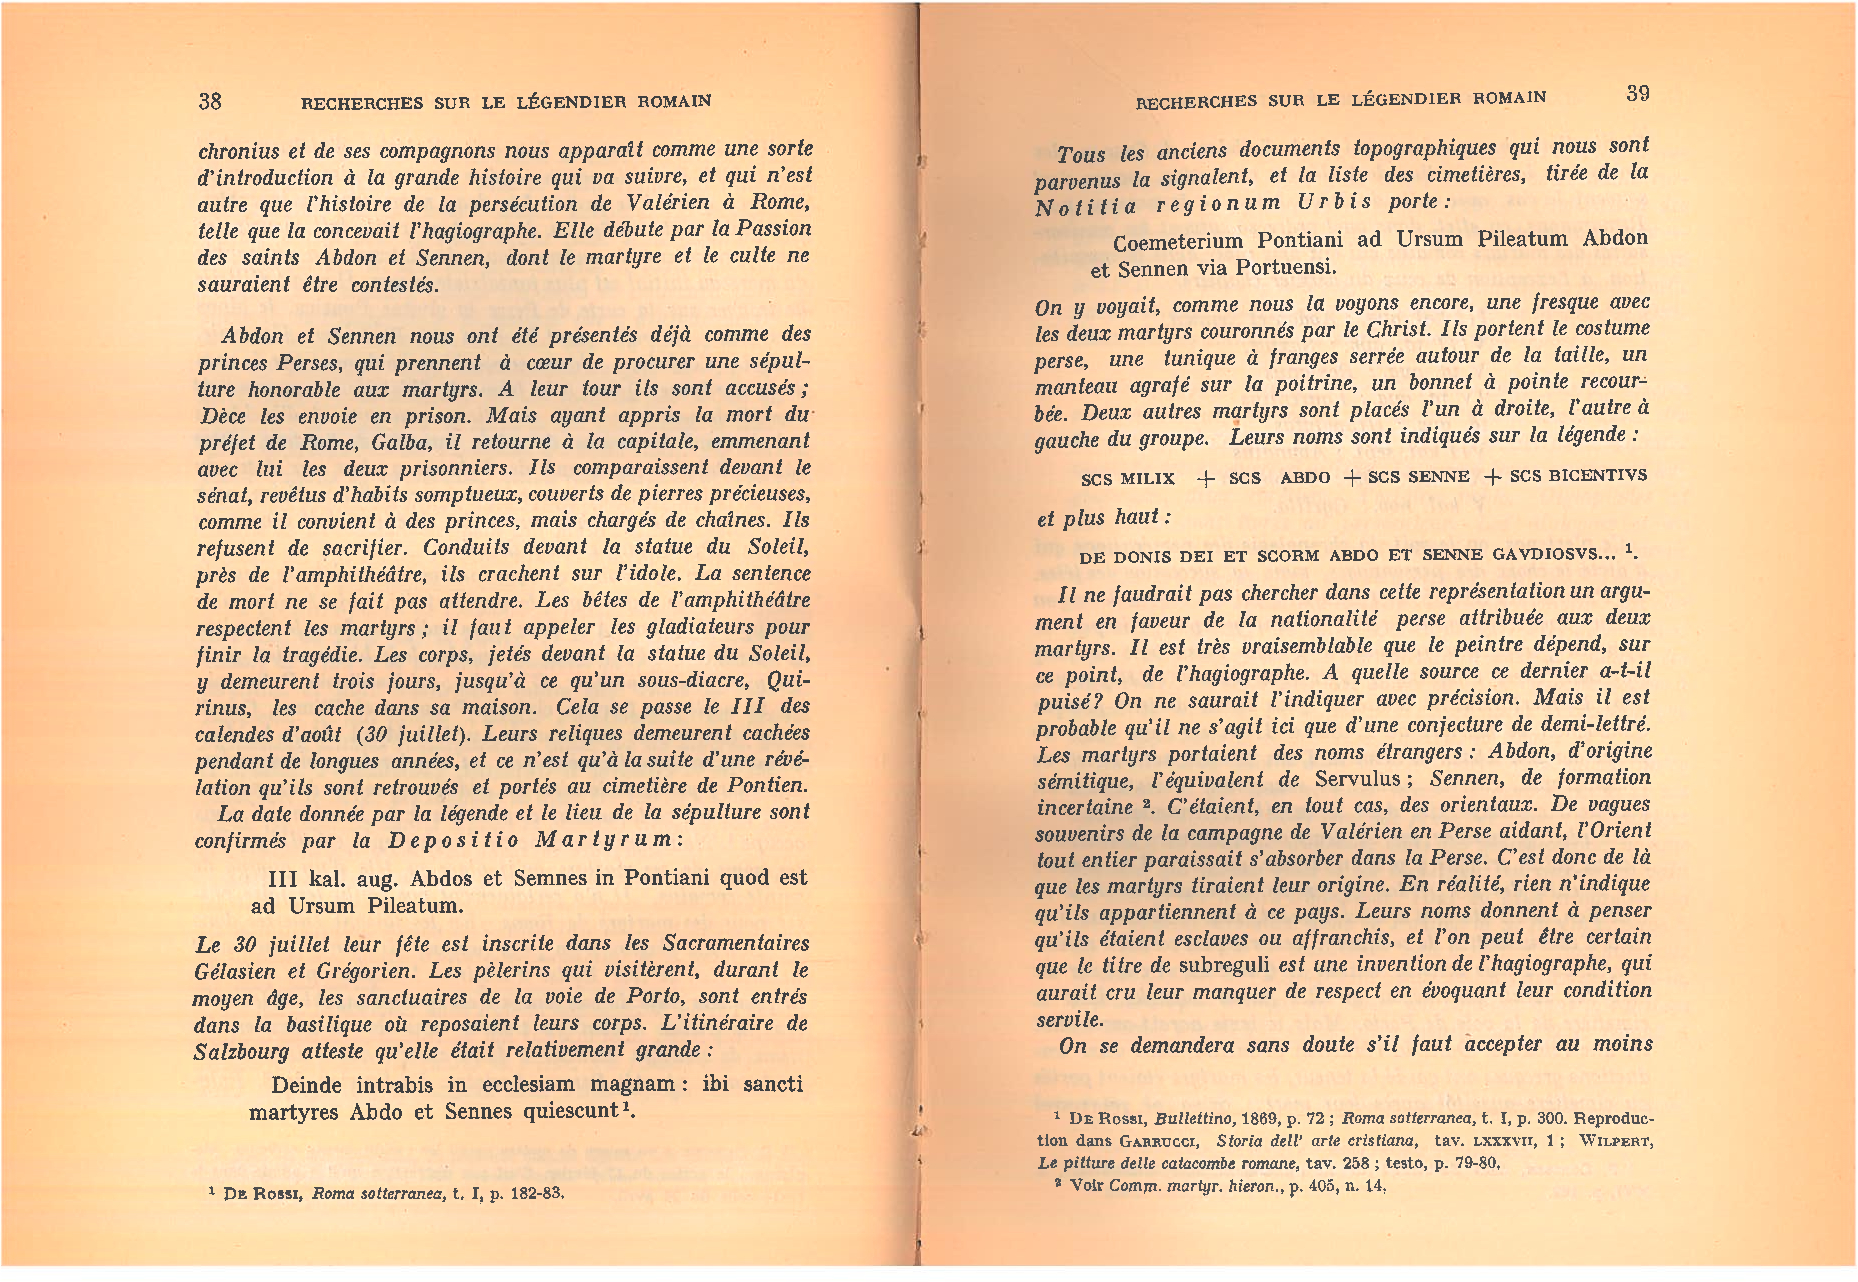 38 RECHERCHES SUR LE LÉGENDIER ROMAIN
chronius et de ses compagnons nous apparaît comme une sorte
d'introduction à la grande histoire qui va suivre, et qui n'est
autre que l'histoire de la persécution de Valérien à Rome,
telle que la concevait l'hagiographe. Elle débute par la Passion
des saints Abdon et Sennen, dont le martyre et le culte ne
sauraient être contestés.
Abdon et Sennen nous ont été présentés déjà comme des
princes Perses, qui prennent à cœur de procurer une sépul-
ture honorable aux martyrs. A leur tour ils sont accusés ;
Dèce les envoie en prison. Mais ayant appris la mort du
préfet de Rome, Galba, il retourne à la capitale, emmenant
avec lui les deux prisonniers. Ils comparaissent devant le
sénat, revêtus d'habits somptueux, couverts de pierres précieuses,
comme il convient à des princes, mais chargés de chaînes. Ils
refusent de sacrifier. Conduits devant la statue du Soleil,
près de l'amphithéâtre, ils crachent sur l'idole. La sentence
de mort ne se fait pas attendre. Les bêtes de l'amphithéâtre
respectent les martyrs ; il faut appeler les gladiateurs pour
finir la tragédie. Les corps, jetés devant la statue du Soleil,
y demeurent trois jours, jusqu'à ce qu'un sous-diacre, Qui-
rinus, les cache dans sa maison. Cela se passe le III des
calendes d'août (30 juillet). Leurs reliques demeurent cachées
pendant de longues années, et ce n'est qu'à la suite d'une révé-
lation qu'ils sont retrouvés et portés au cimetière de Pontien.
La date donnée par la légende et le lieu de la sépulture sont
confirmés par la Depositio Martyrum :
III kal. aug. Abdos et Semnes in Pontiani quod est
ad Ursum Pileatum.
Le 30 juillet leur fête est inscrite dans les Sacramentaires
Gélasien et Grégorien. Les pèlerins qui visitèrent, durant le
moyen âge, les sanctuaires de la voie de Porto, sont entrés
dans la basilique où reposaient leurs corps. L'itinéraire de
Salzbourg atteste qu'elle était relativement grande :
Deinde intrabis in ecclesiam magnam : ibi sancti
martyres Abdo et Sennes quiescunt ¹.
¹ DE ROSSI, Roma sotterranea, t. I, p. 182-83.
RECHERCHES SUR LE LÉGENDIER ROMAIN 39
Tous les anciens documents topographiques qui nous sont
parvenus la signalent, et la liste des cimetières, tirée de la
Notitia regionum Urbis porte :
Coemeterium Pontiani ad Ursum Pileatum Abdon
et Sennen via Portuensi.
On y voyait, comme nous la voyons encore, une fresque avec
les deux martyrs couronnés par le Christ. Ils portent le costume
perse, une tunique à franges serrée autour de la taille, un
manteau agrafé sur la poitrine, un bonnet à pointe recour-
bée. Deux autres martyrs sont placés l'un à droite, l'autre à
gauche du groupe. Leurs noms sont indiqués sur la légende :
SCS MILIX + SCS ABDO + SCS SENNE + SCS BICENTIVS
et plus haut :
DE DONIS DEI ET SCORM ABDO ET SENNE GAVDIOSVS... ¹.
Il ne faudrait pas chercher dans cette représentation un argu-
ment en faveur de la nationalité perse attribuée aux deux
martyrs. Il est très vraisemblable que le peintre dépend, sur
ce point, de l'hagiographe. A quelle source ce dernier a-t-il
puisé? On ne saurait l'indiquer avec précision. Mais il est
probable qu'il ne s'agit ici que d'une conjecture de demi-lettré.
Les martyrs portaient des noms étrangers : Abdon, d'origine
sémitique, l'équivalent de Servulus ; Sennen, de formation
incertaine ². C'étaient, en tout cas, des orientaux. De vagues
souvenirs de la campagne de Valérien en Perse aidant, l'Orient
tout entier paraissait s'absorber dans la Perse. C'est donc de là
que les martyrs tiraient leur origine. En réalité, rien n'indique
qu'ils appartiennent à ce pays. Leurs noms donnent à penser
qu'ils étaient esclaves ou affranchis, et l'on peut être certain
que le titre de subreguli est une invention de l'hagiographe, qui
aurait cru leur manquer de respect en évoquant leur condition
servile.
On se demandera sans doute s'il faut accepter au moins
¹ DE ROSSI, Bullettino, 1869, p. 72 ; Roma sotterranea, t. I, p. 300. Reproduc-
tion dans GARRUCCI, Storia dell' arte cristiana, tav. LXXXVII, 1 ; WILPERT,
Le pitture delle catacombe romane, tav. 258 ; testo, p. 79-80.
² Voir Comm. martyr. hieron., p. 405, n. 14.